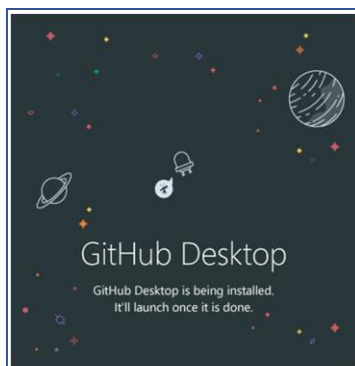 GitHub Desktop
GitHub Desktop is being installed.
It'll launch once it is done.